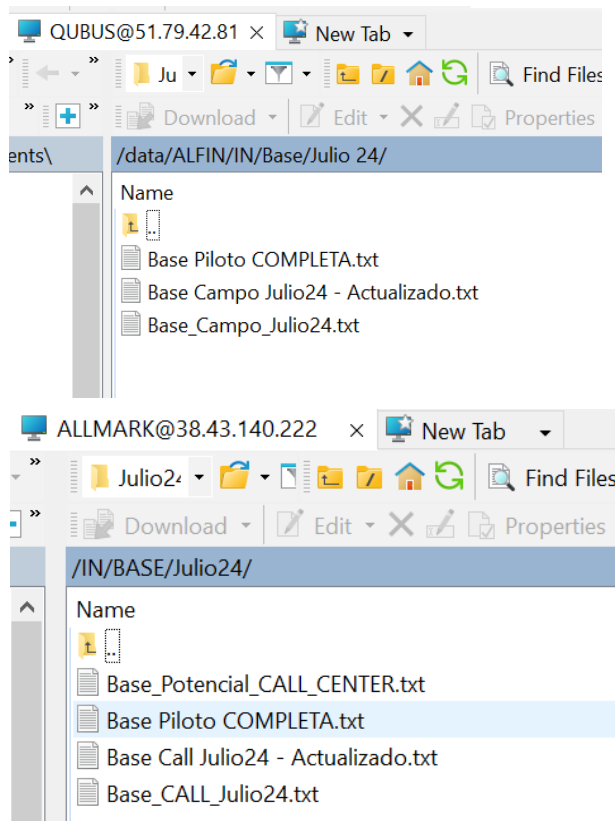 QUBUS@51.79.42.81 × New Tab
» Ju » Find Files
» Download Edit Properties
ents\ /data/ALFIN/IN/Base/Julio 24/
Name
..
Base Piloto COMPLETA.txt
Base Campo Julio24 - Actualizado.txt
Base_Campo_Julio24.txt
ALLMARK@38.43.140.222 × New Tab
» Julio24 » Find Files
» Download Edit Properties
/IN/BASE/Julio24/
Name
..
Base_Potencial_CALL_CENTER.txt
Base Piloto COMPLETA.txt
Base Call Julio24 - Actualizado.txt
Base_CALL_Julio24.txt